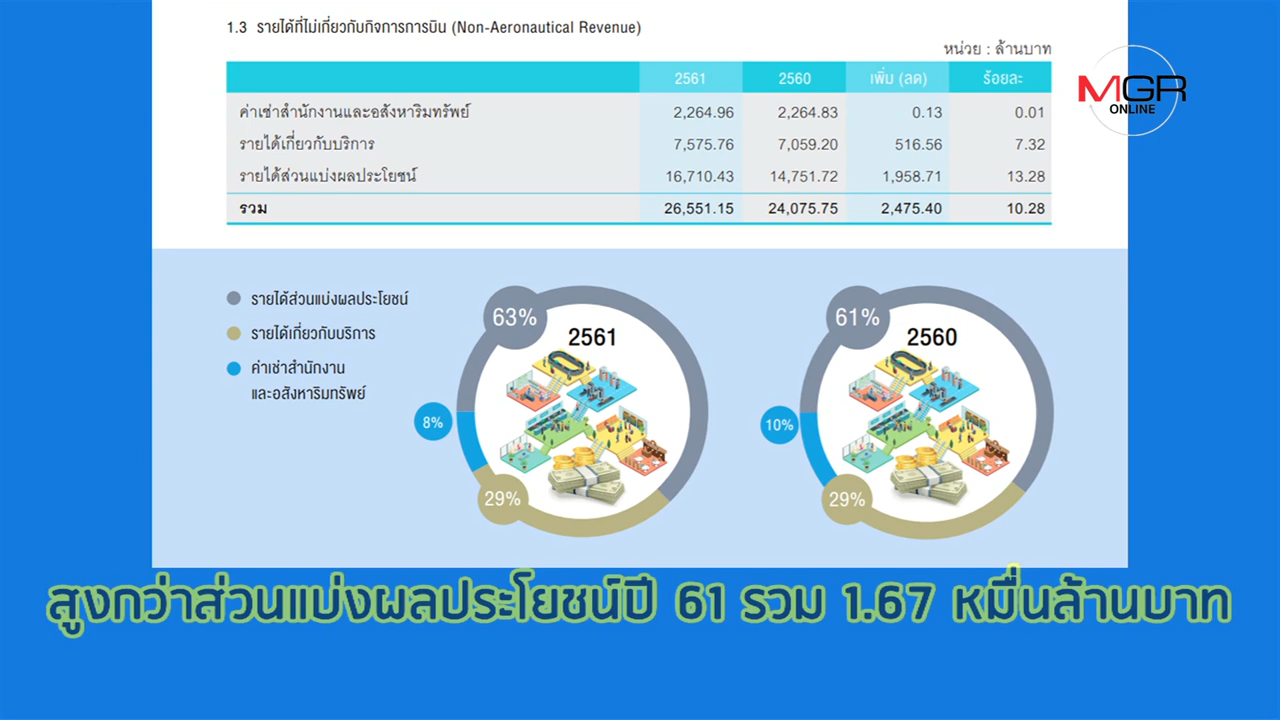 1.3 รายได้ที่ไม่เกี่ยวกับกิจการการบิน (Non-Aeronautical Revenue)
หน่วย : ล้านบาท
MGR
ONLINE
2561 2560 เพิ่ม (ลด) ร้อยละ
ค่าเช่าสำนักงานและอสังหาริมทรัพย์ 2,264.96 2,264.83 0.13 0.01
รายได้เกี่ยวกับบริการ 7,575.76 7,059.20 516.56 7.32
รายได้ส่วนแบ่งผลประโยชน์ 16,710.43 14,751.72 1,958.71 13.28
รวม 26,551.15 24,075.75 2,475.40 10.28
รายได้ส่วนแบ่งผลประโยชน์
รายได้เกี่ยวกับบริการ
ค่าเช่าสำนักงาน
และอสังหาริมทรัพย์
63%
2561
8%
29%
61%
2560
10%
29%
สูงกว่าส่วนแบ่งผลประโยชน์ปี 61 รวม 1.67 หมื่นล้านบาท